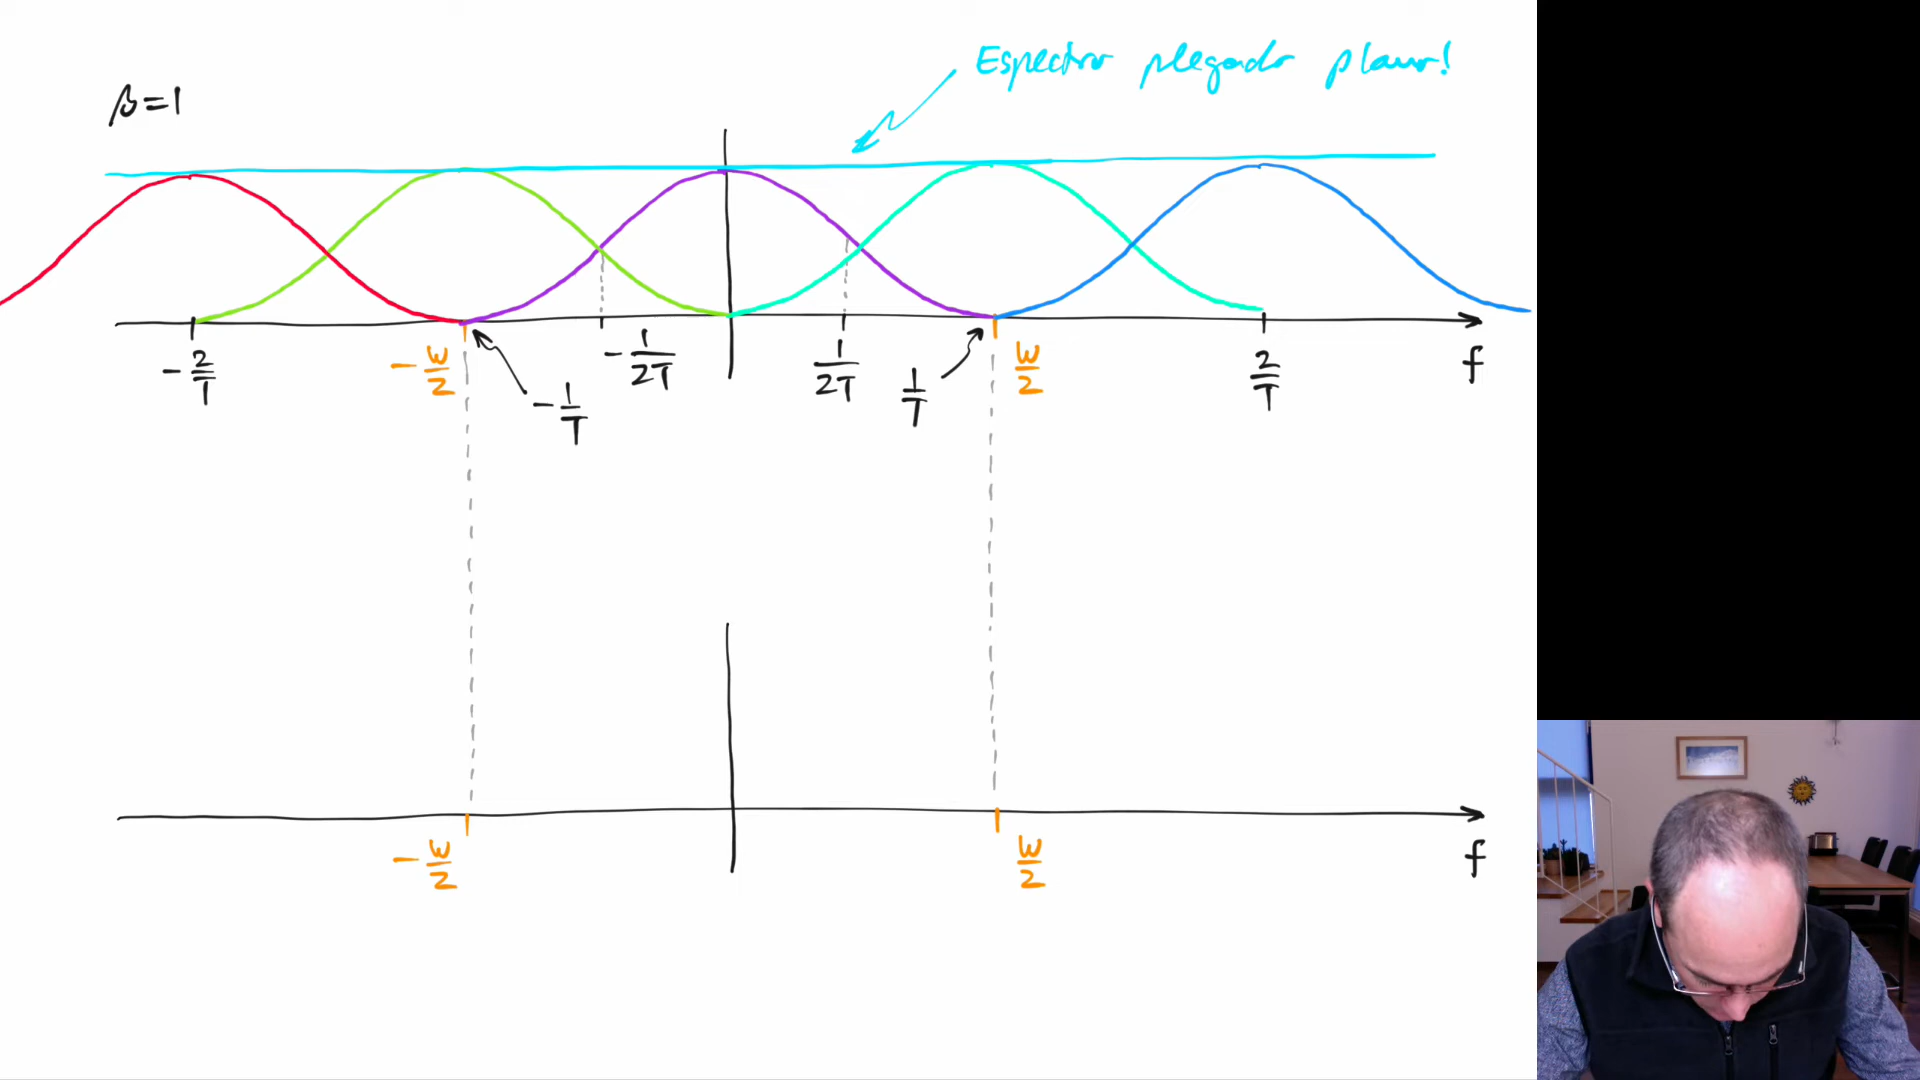 Espectro plegado plano!
β=1
-2/T
-W/2
-1/T
-1/2T
1/2T
1/T
W/2
2/T
f
-W/2
W/2
f